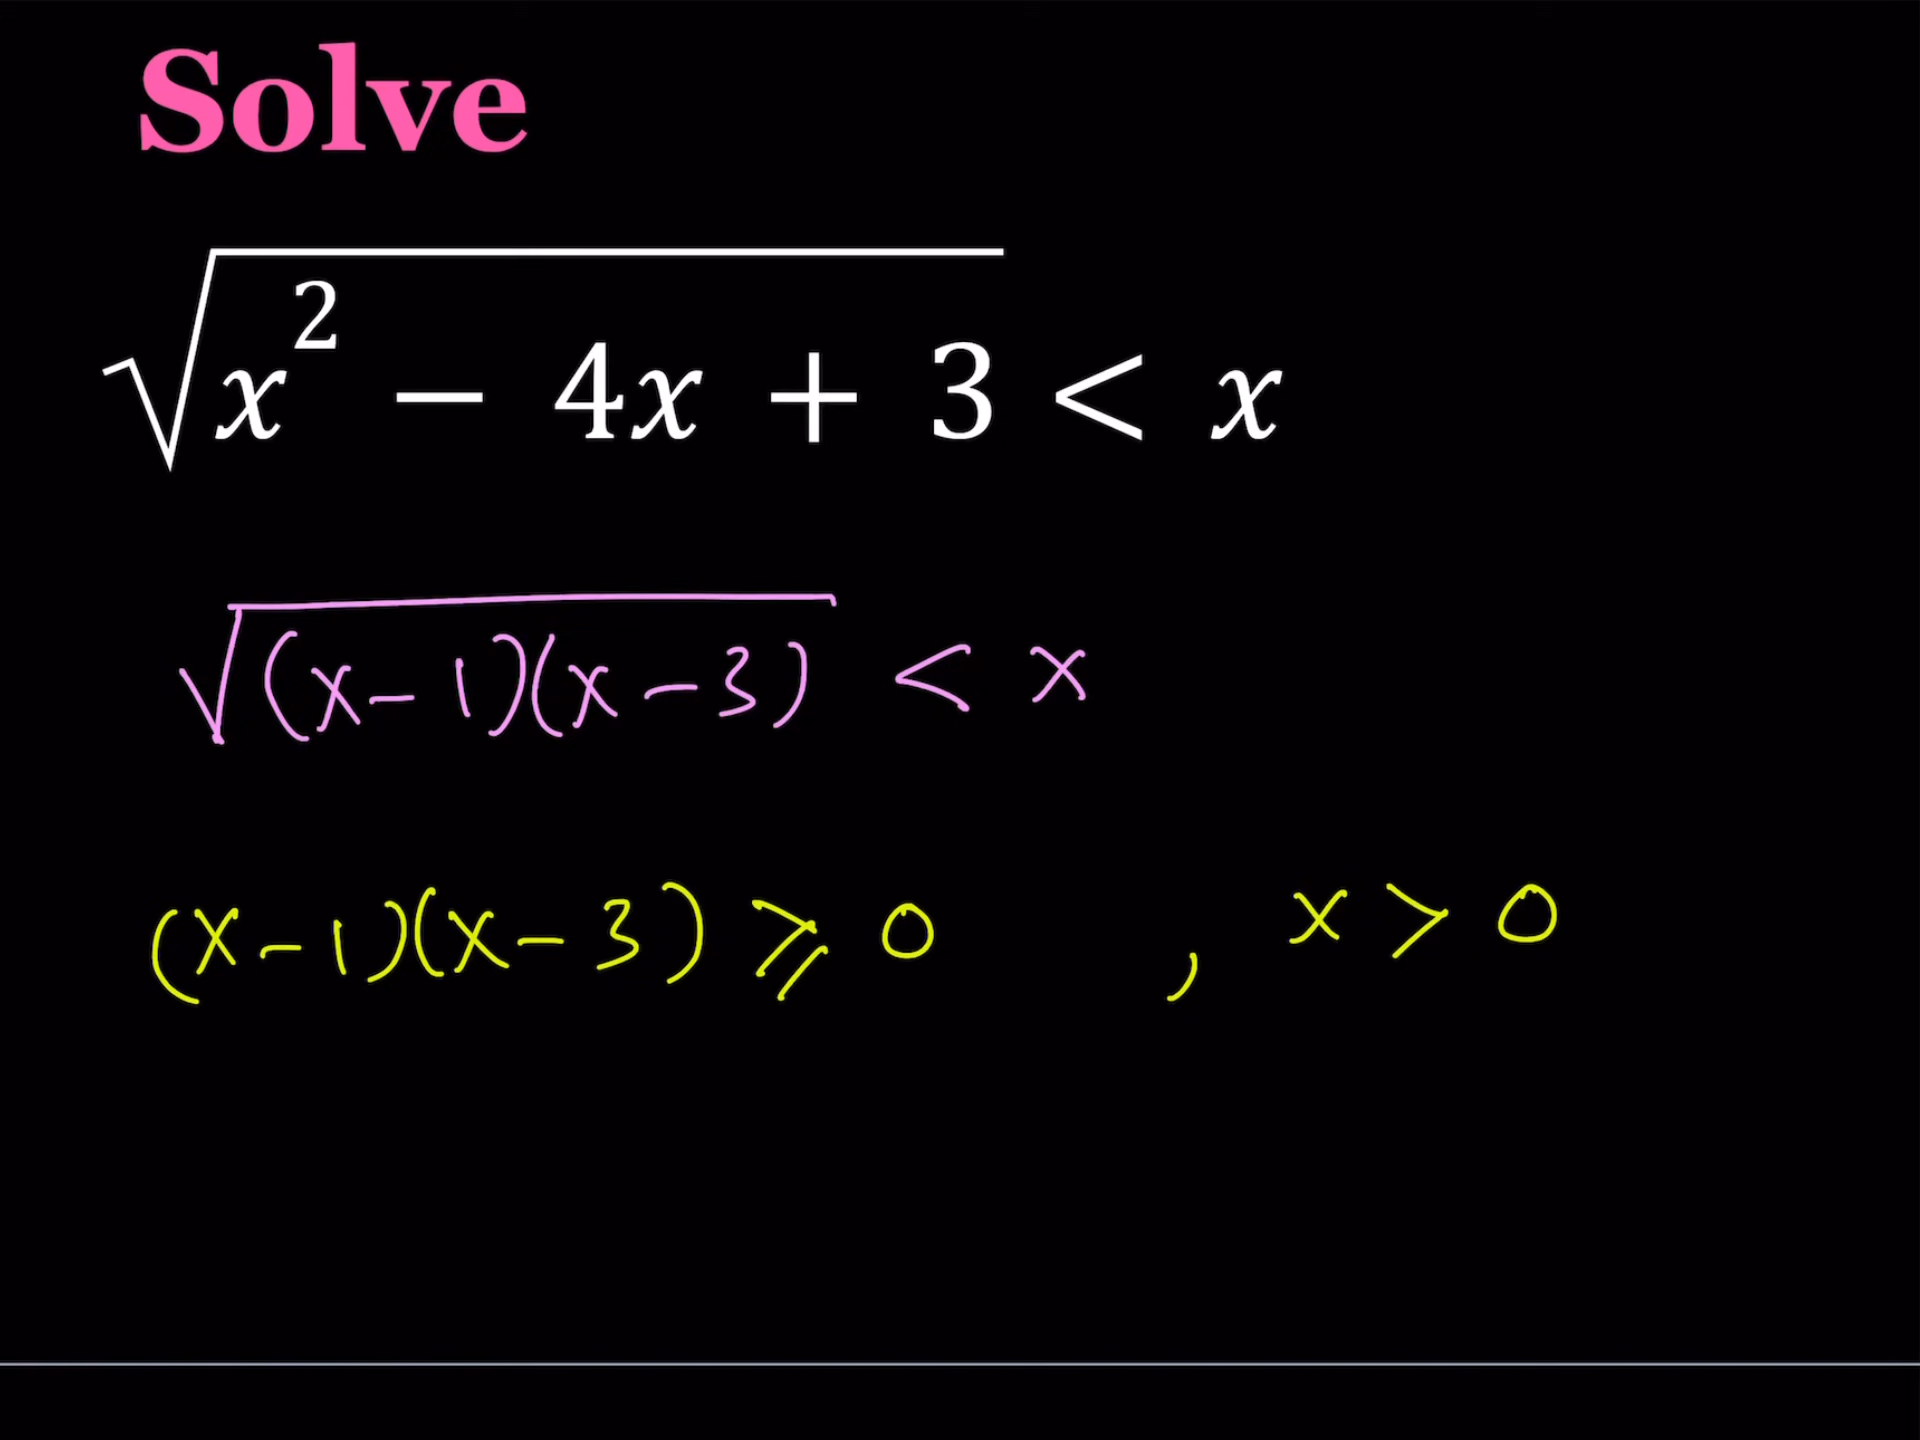 Solve
√(x² − 4x + 3) < x
√((x-1)(x-3)) < x
(x-1)(x-3) ⩾ 0 , x > 0